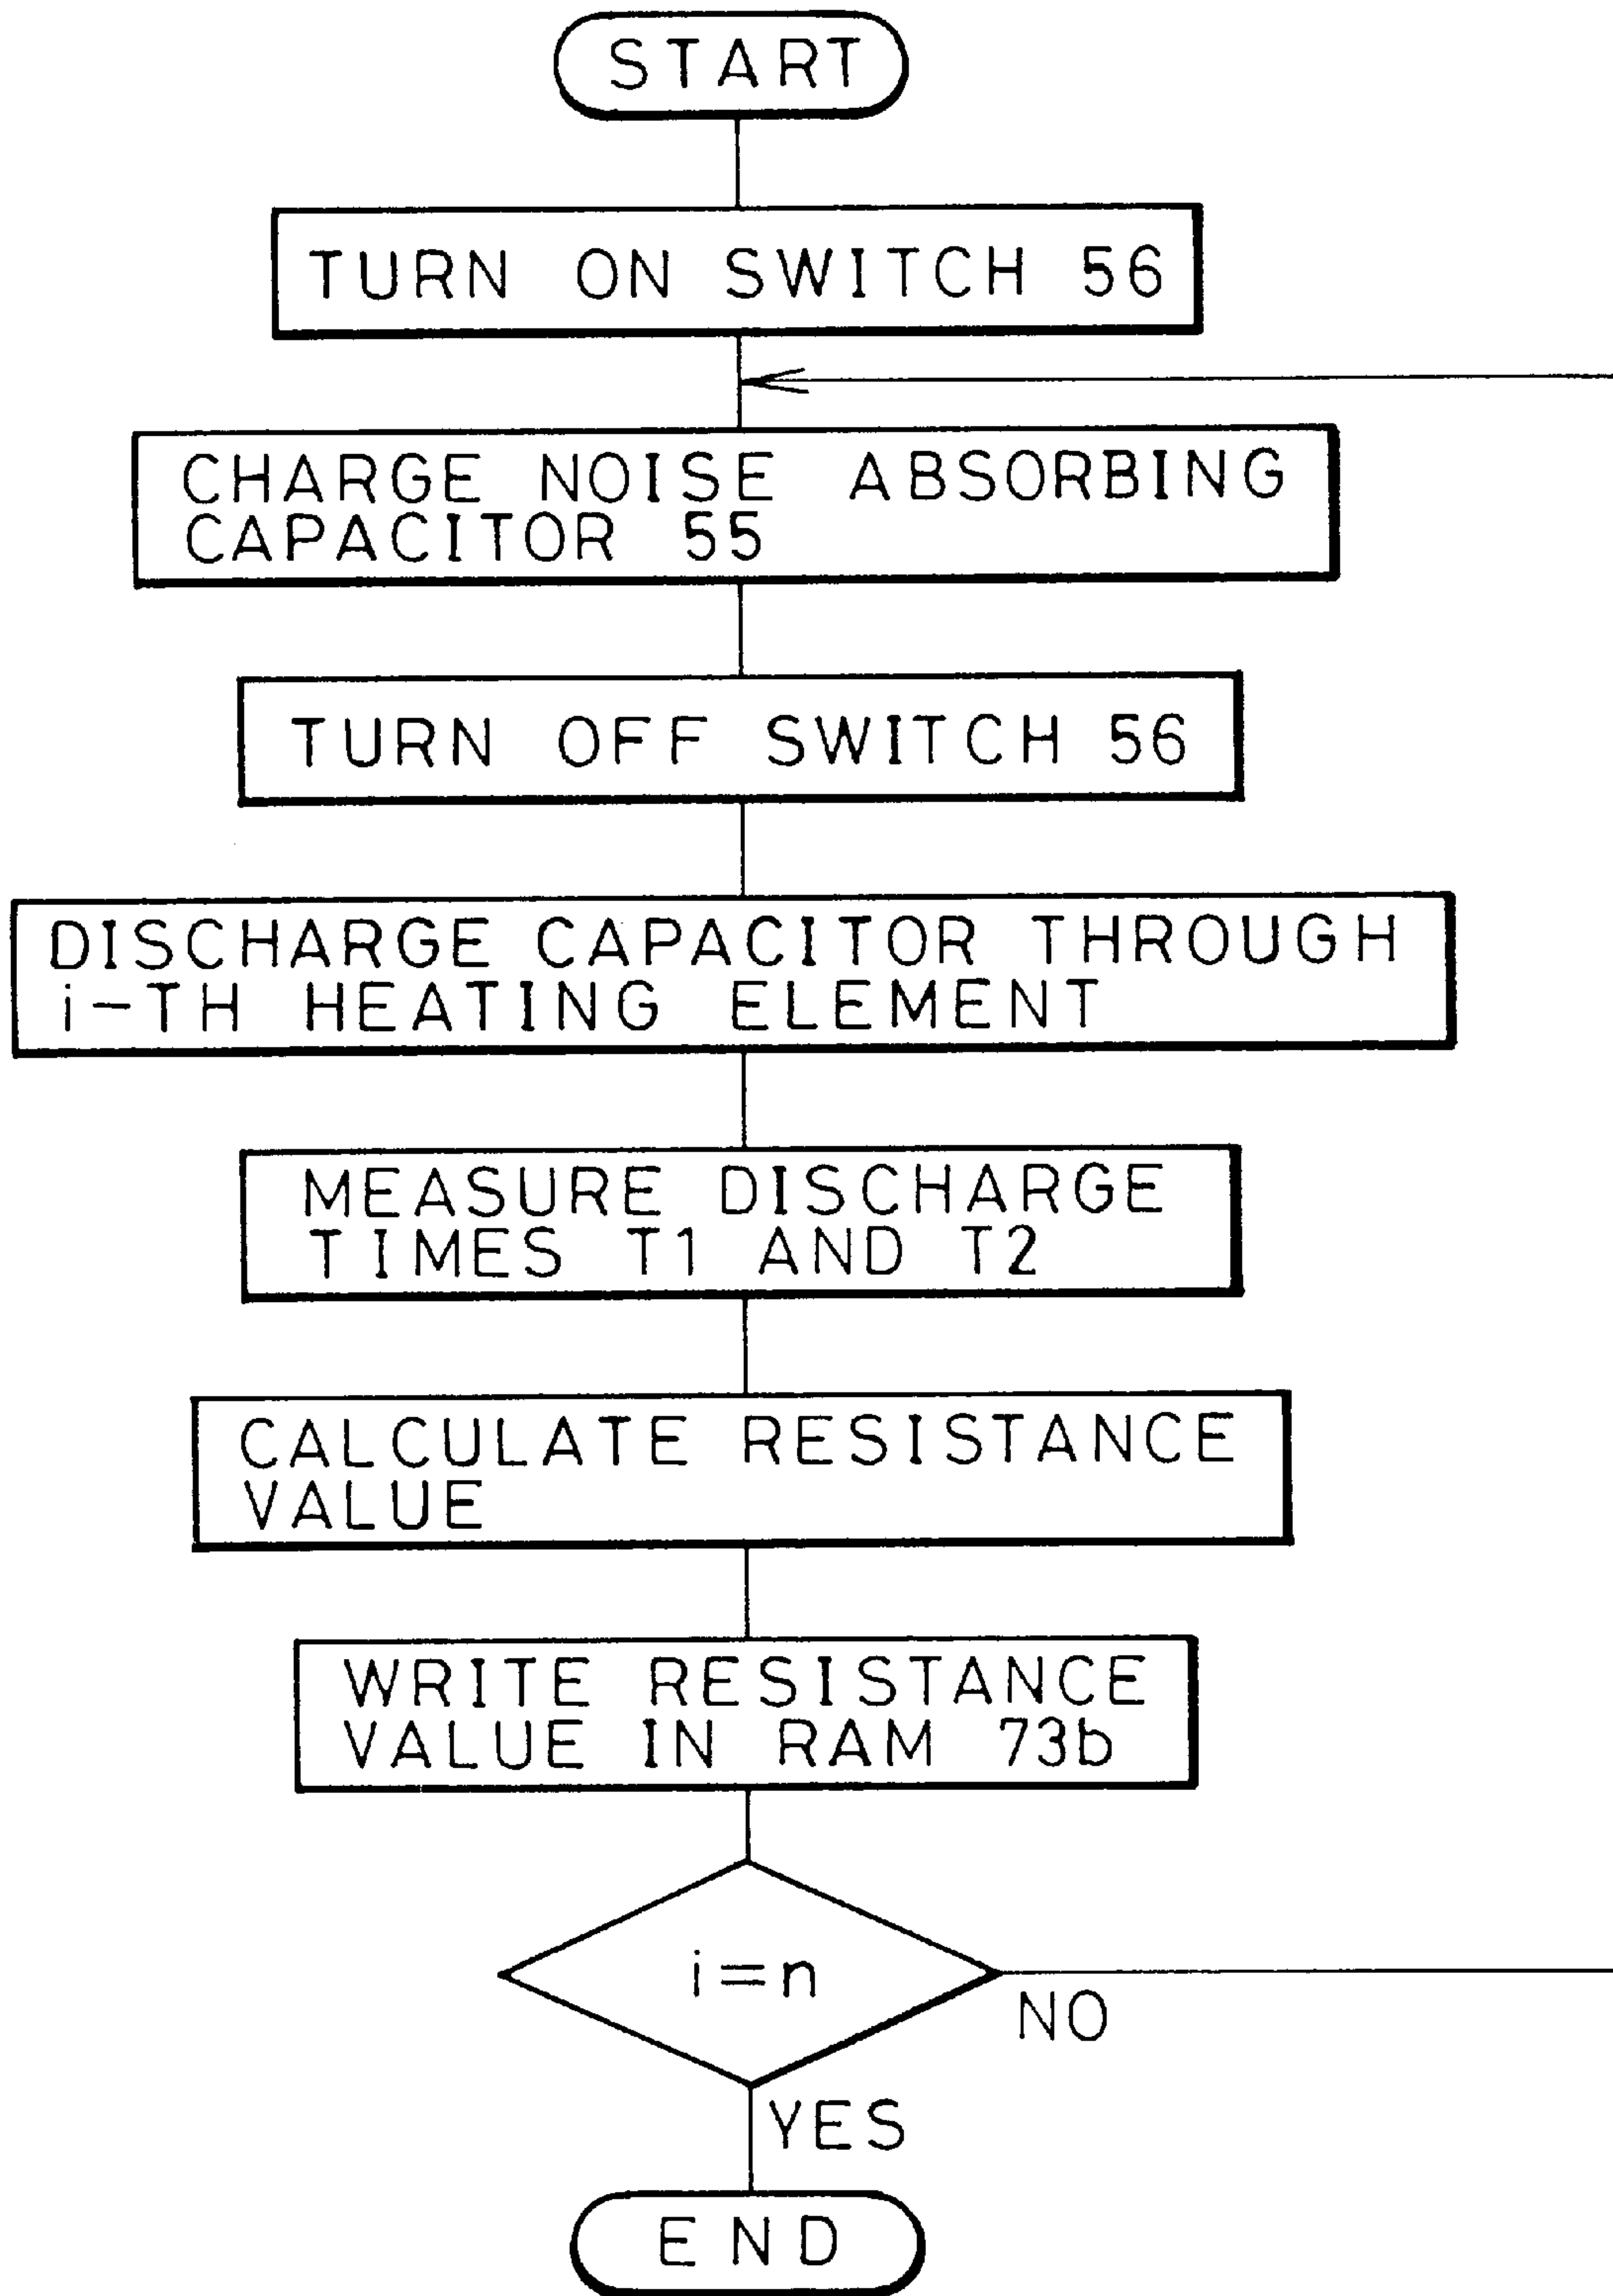 START
TURN ON SWITCH 56
CHARGE NOISE ABSORBING
CAPACITOR 55
TURN OFF SWITCH 56
DISCHARGE CAPACITOR THROUGH
i-TH HEATING ELEMENT
MEASURE DISCHARGE
TIMES T1 AND T2
CALCULATE RESISTANCE
VALUE
WRITE RESISTANCE
VALUE IN RAM 73b
i=n
NO
YES
END